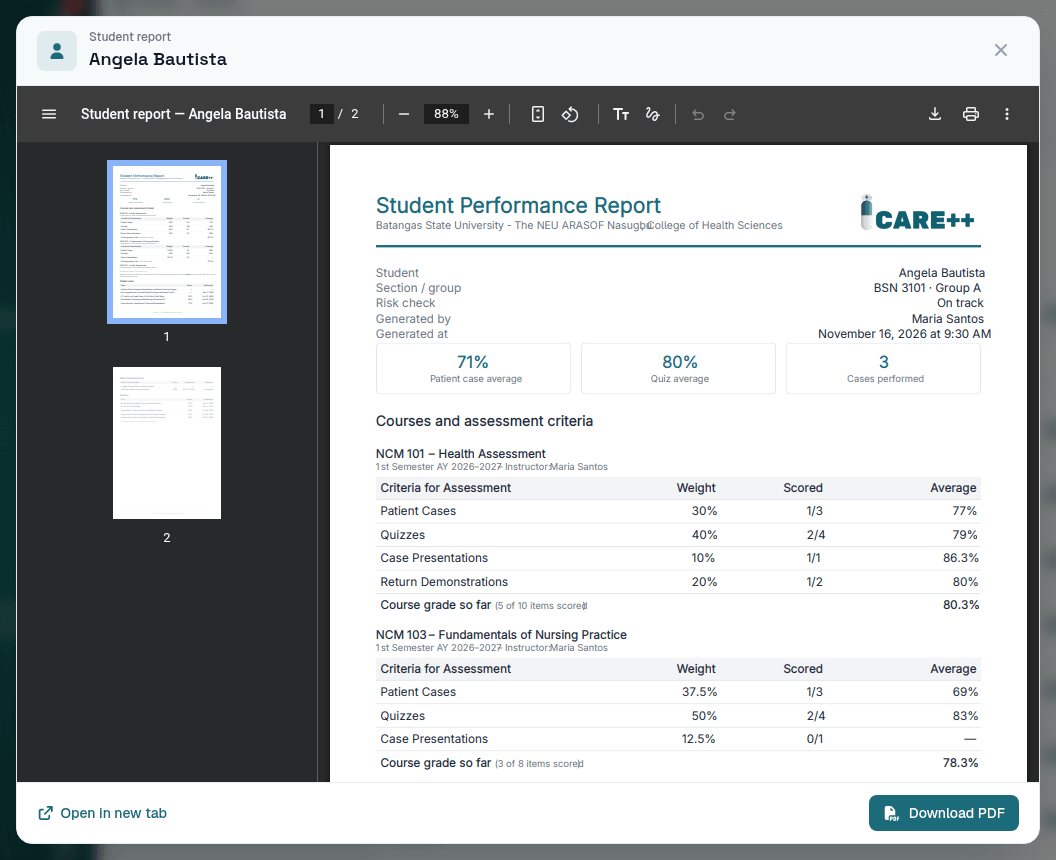 Student report
Angela Bautista
Student report — Angela Bautista
1 / 2
88%
1
2
Student Performance Report
Batangas State University - The NEU ARASOF Nasugbu College of Health Sciences
CARE++
Student Angela Bautista
Section / group BSN 3101 · Group A
Risk check On track
Generated by Maria Santos
Generated at November 16, 2026 at 9:30 AM
71% 80% 3
Patient case average Quiz average Cases performed
Courses and assessment criteria
NCM 101 – Health Assessment
1st Semester AY 2026–2027 · Instructor: Maria Santos
Criteria for Assessment Weight Scored Average
Patient Cases 30% 1/3 77%
Quizzes 40% 2/4 79%
Case Presentations 10% 1/1 86.3%
Return Demonstrations 20% 1/2 80%
Course grade so far (5 of 10 items scored) 80.3%
NCM 103 – Fundamentals of Nursing Practice
1st Semester AY 2026–2027 · Instructor: Maria Santos
Criteria for Assessment Weight Scored Average
Patient Cases 37.5% 1/3 69%
Quizzes 50% 2/4 83%
Case Presentations 12.5% 0/1 —
Course grade so far (3 of 8 items scored) 78.3%
Open in new tab
PDF Download PDF